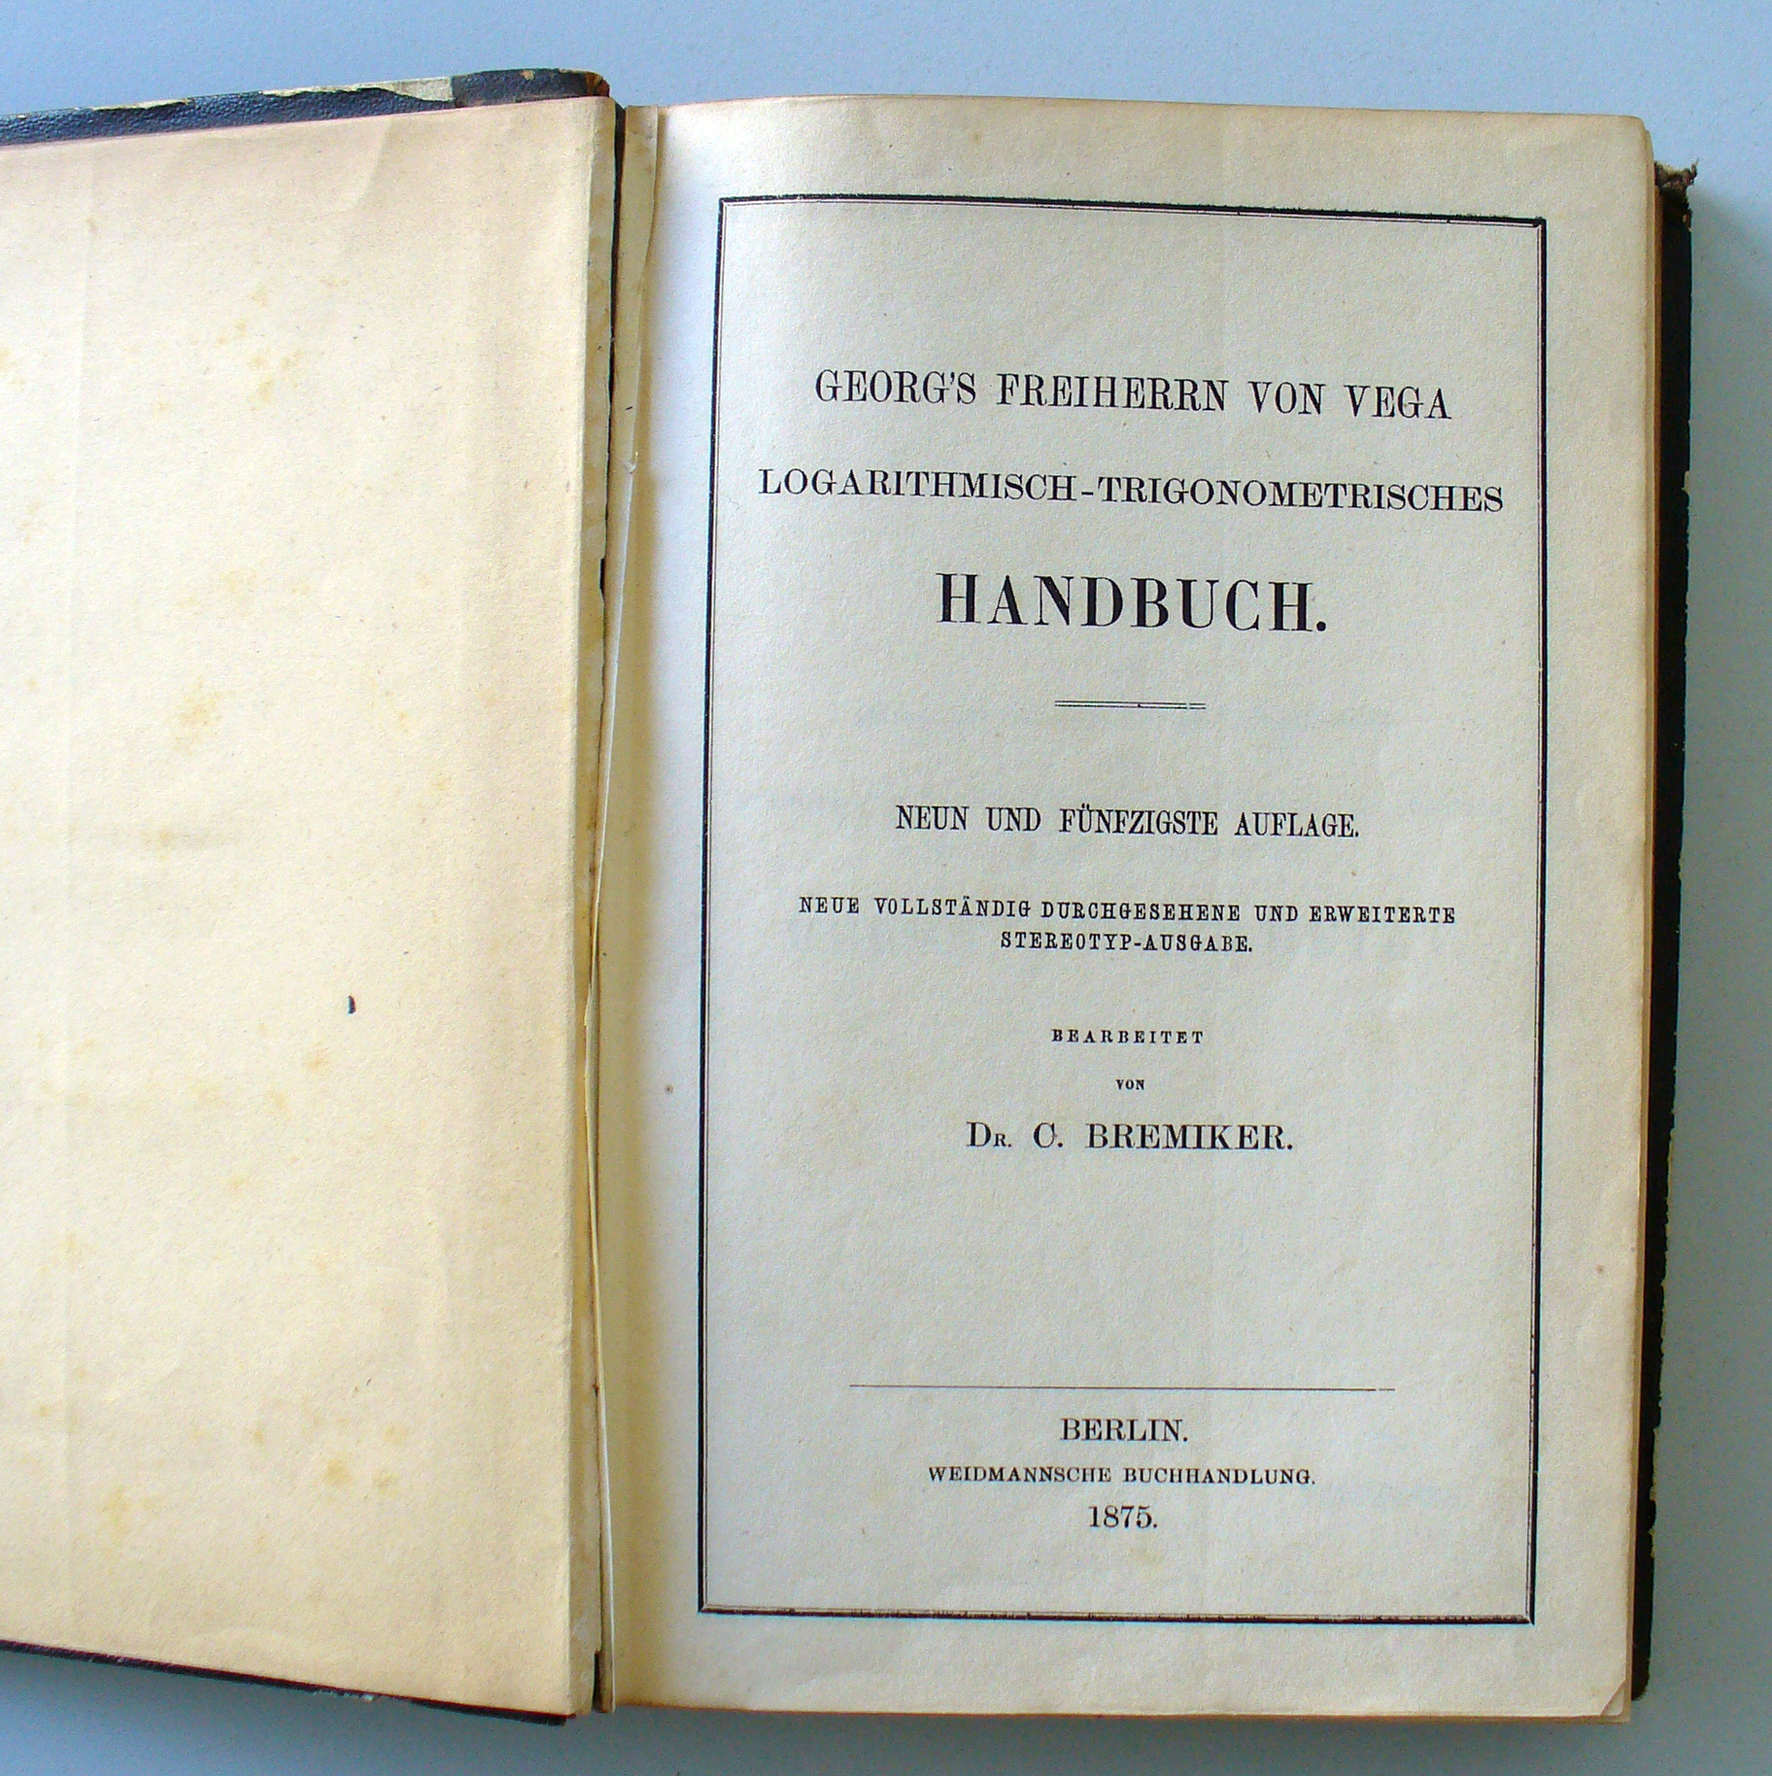 GEORG'S FREIHERRN VON VEGA
LOGARITHMISCH-TRIGONOMETRISCHES
HANDBUCH.
NEUN UND FÜNFZIGSTE AUFLAGE.
NEUE VOLLSTÄNDIG DURCHGESEHENE UND ERWEITERTE
STEREOTYP-AUSGABE.
BEARBEITET
VON
DR. C. BREMIKER.
BERLIN.
WEIDMANNSCHE BUCHHANDLUNG.
1875.